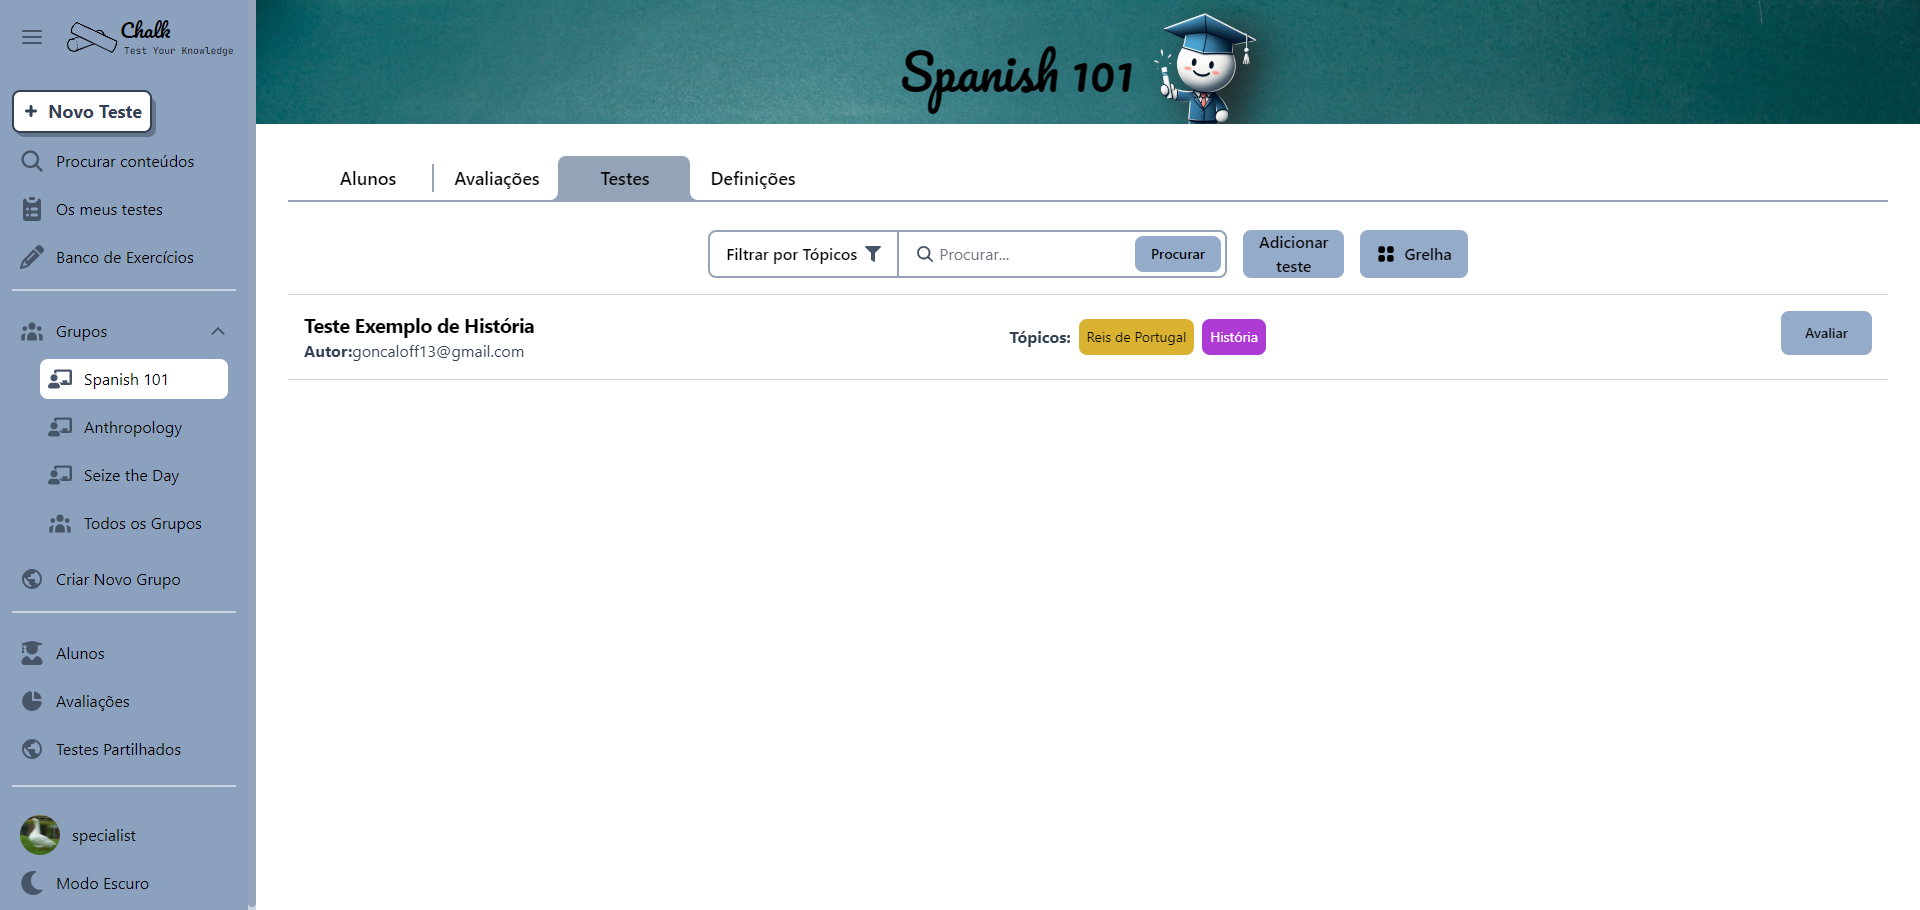 Chalk
Test Your Knowledge
+ Novo Teste
Procurar conteúdos
Os meus testes
Banco de Exercícios
Grupos
Spanish 101
Anthropology
Seize the Day
Todos os Grupos
Criar Novo Grupo
Alunos
Avaliações
Testes Partilhados
specialist
Modo Escuro
Spanish 101
Alunos
Avaliações
Testes
Definições
Filtrar por Tópicos
Procurar...
Procurar
Adicionar
teste
Grelha
Teste Exemplo de História
Autor:goncaloff13@gmail.com
Tópicos: Reis de Portugal História
Avaliar